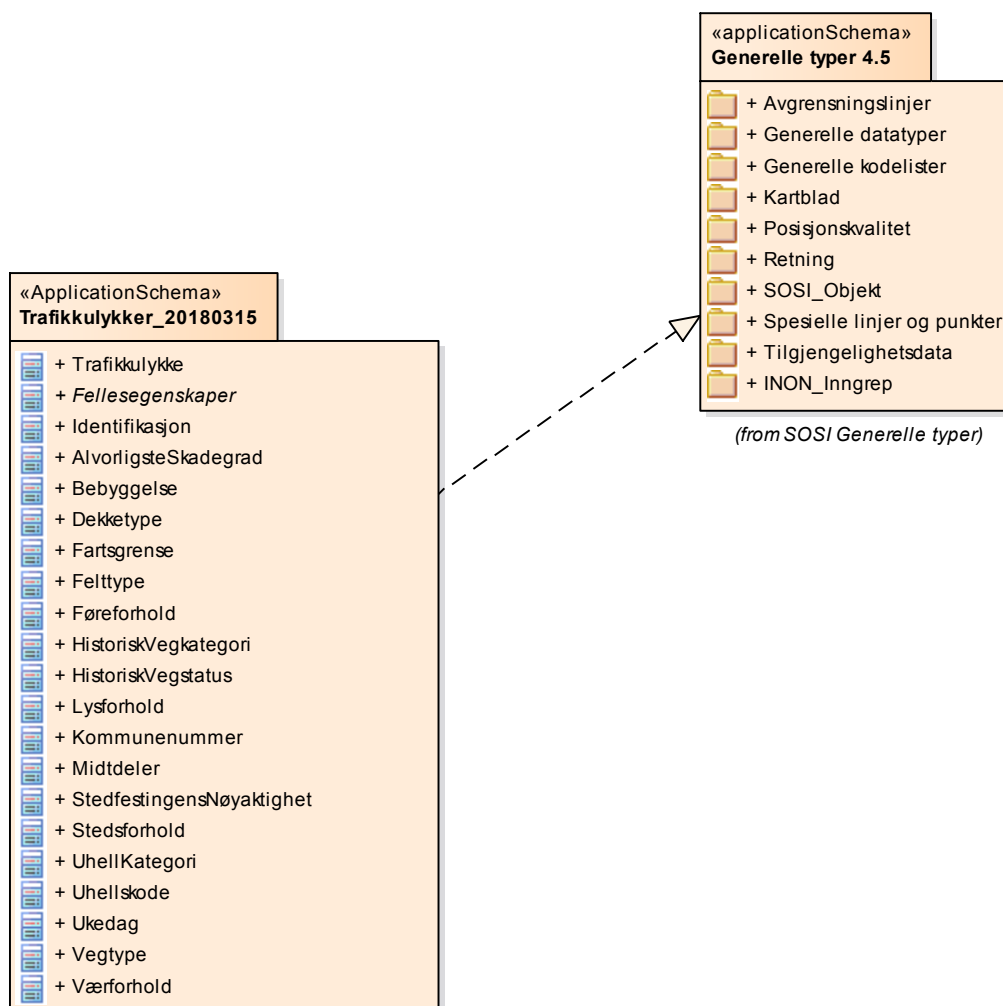 «applicationSchema»
Generelle typer 4.5
+ Avgrensningslinjer
+ Generelle datatyper
+ Generelle kodelister
+ Kartblad
+ Posisjonskvalitet
+ Retning
+ SOSI_Objekt
+ Spesielle linjer og punkter
+ Tilgjengelighetsdata
+ INON_Inngrep
(from SOSI Generelle typer)
«ApplicationSchema»
Trafikkulykker_20180315
+ Trafikkulykke
+ Fellesegenskaper
+ Identifikasjon
+ AlvorligsteSkadegrad
+ Bebyggelse
+ Dekketype
+ Fartsgrense
+ Felttype
+ Føreforhold
+ HistoriskVegkategori
+ HistoriskVegstatus
+ Lysforhold
+ Kommunenummer
+ Midtdeler
+ StedfestingensNøyaktighet
+ Stedsforhold
+ UhellKategori
+ Uhellskode
+ Ukedag
+ Vegtype
+ Værforhold